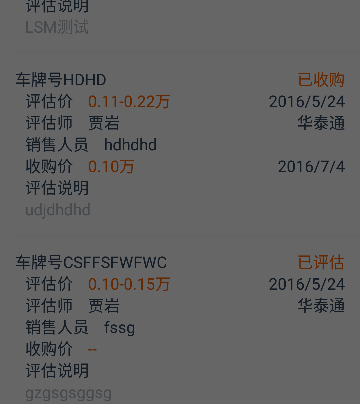 评估说明
LSM测试
车牌号HDHD 已收购
评估价 0.11-0.22万 2016/5/24
评估师 贾岩 华泰通
销售人员 hdhdhd
收购价 0.10万 2016/7/4
评估说明
udjdhdhd
车牌号CSFFSFWFWC 已评估
评估价 0.10-0.15万 2016/5/24
评估师 贾岩 华泰通
销售人员 fssg
收购价 --
评估说明
gzgsgsggsg